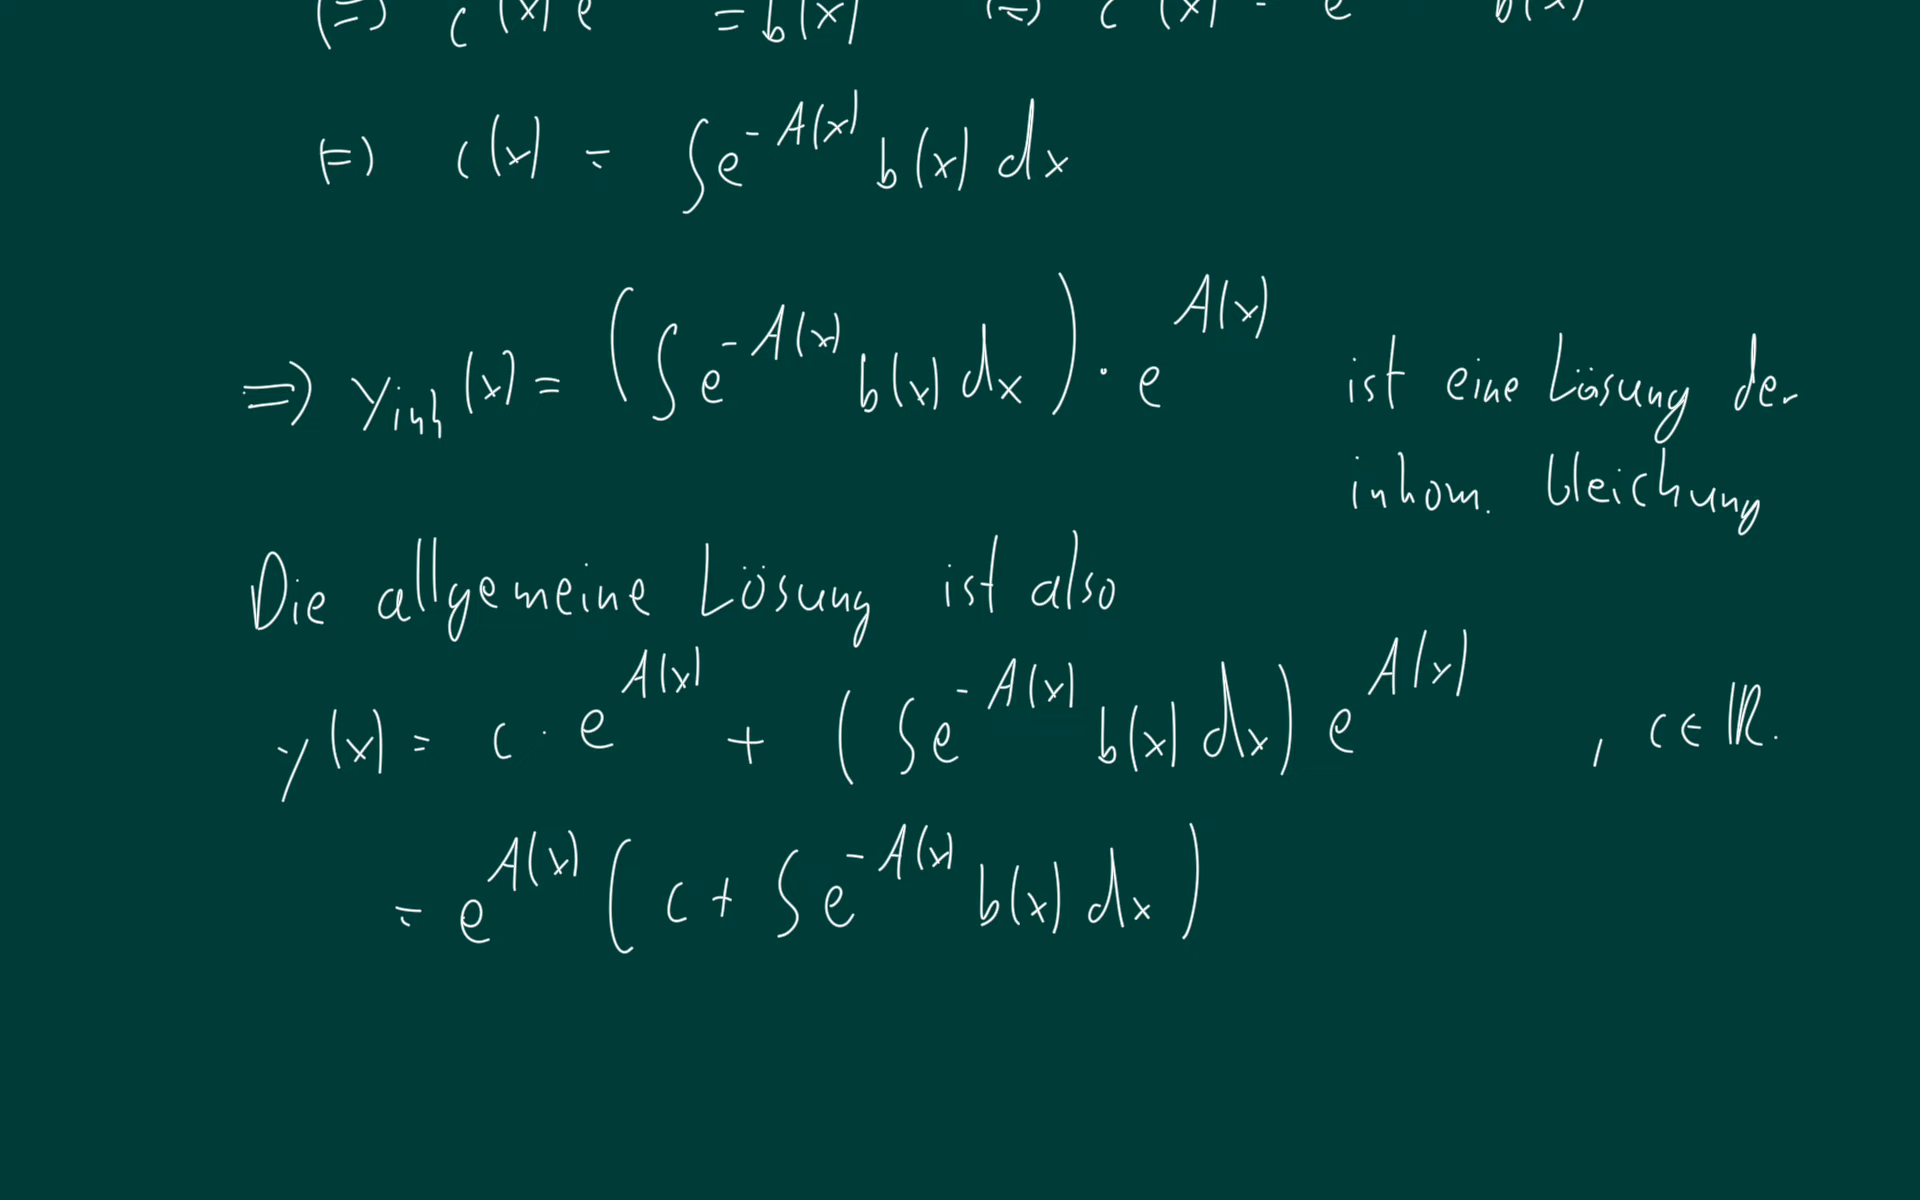 (=) c'(x) e = b(x) (=) c'(x) = e b(x)
(=) c(x) = ∫e^{-A(x)} b(x) dx
=> y_{inh}(x) = (∫e^{-A(x)} b(x) dx) · e^{A(x)} ist eine Lösung der
inhom. Gleichung
Die allgemeine Lösung ist also
y(x) = c · e^{A(x)} + (∫e^{-A(x)} b(x) dx) e^{A(x)} , c ∈ ℝ.
= e^{A(x)} (c + ∫e^{-A(x)} b(x) dx)